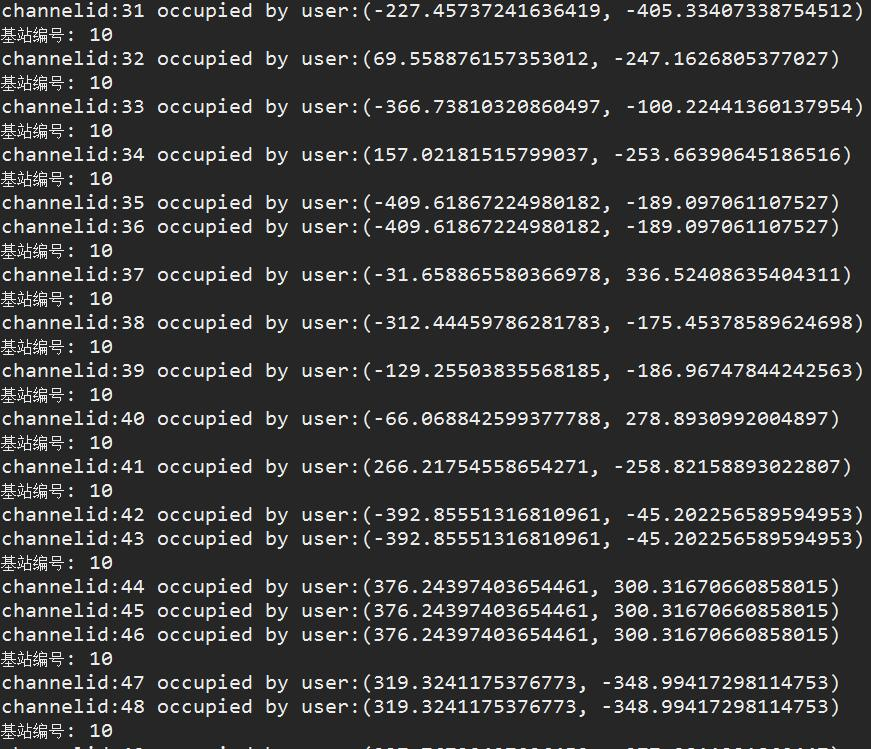 channelid:31 occupied by user:(-227.45737241636419, -405.33407338754512)
基站编号: 10
channelid:32 occupied by user:(69.558876157353012, -247.1626805377027)
基站编号: 10
channelid:33 occupied by user:(-366.73810320860497, -100.22441360137954)
基站编号: 10
channelid:34 occupied by user:(157.02181515799037, -253.66390645186516)
基站编号: 10
channelid:35 occupied by user:(-409.61867224980182, -189.097061107527)
channelid:36 occupied by user:(-409.61867224980182, -189.097061107527)
基站编号: 10
channelid:37 occupied by user:(-31.658865580366978, 336.52408635404311)
基站编号: 10
channelid:38 occupied by user:(-312.44459786281783, -175.45378589624698)
基站编号: 10
channelid:39 occupied by user:(-129.25503835568185, -186.96747844242563)
基站编号: 10
channelid:40 occupied by user:(-66.068842599377788, 278.8930992004897)
基站编号: 10
channelid:41 occupied by user:(266.21754558654271, -258.82158893022807)
基站编号: 10
channelid:42 occupied by user:(-392.85551316810961, -45.202256589594953)
channelid:43 occupied by user:(-392.85551316810961, -45.202256589594953)
基站编号: 10
channelid:44 occupied by user:(376.24397403654461, 300.31670660858015)
channelid:45 occupied by user:(376.24397403654461, 300.31670660858015)
channelid:46 occupied by user:(376.24397403654461, 300.31670660858015)
基站编号: 10
channelid:47 occupied by user:(319.3241175376773, -348.99417298114753)
channelid:48 occupied by user:(319.3241175376773, -348.99417298114753)
基站编号: 10